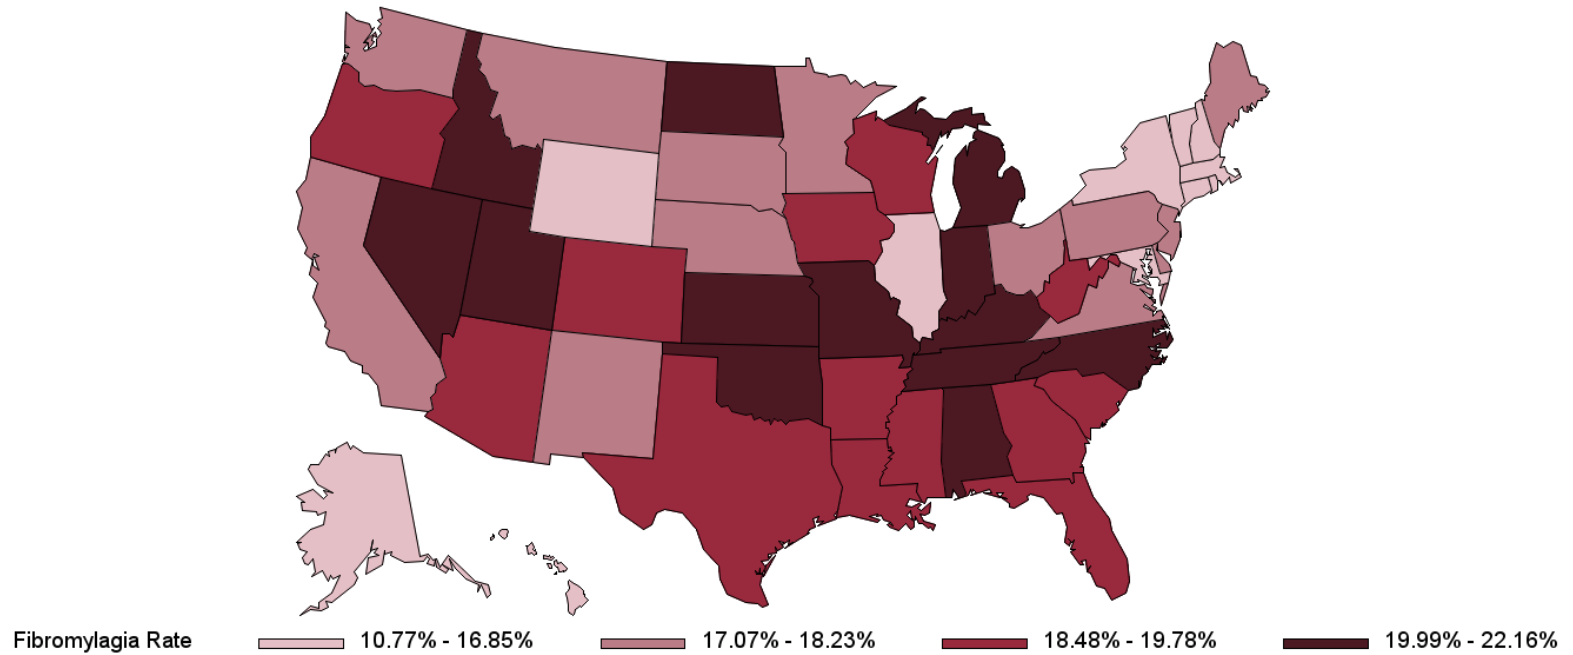 Fibromylagia Rate 10.77% - 16.85% 17.07% - 18.23% 18.48% - 19.78% 19.99% - 22.16%